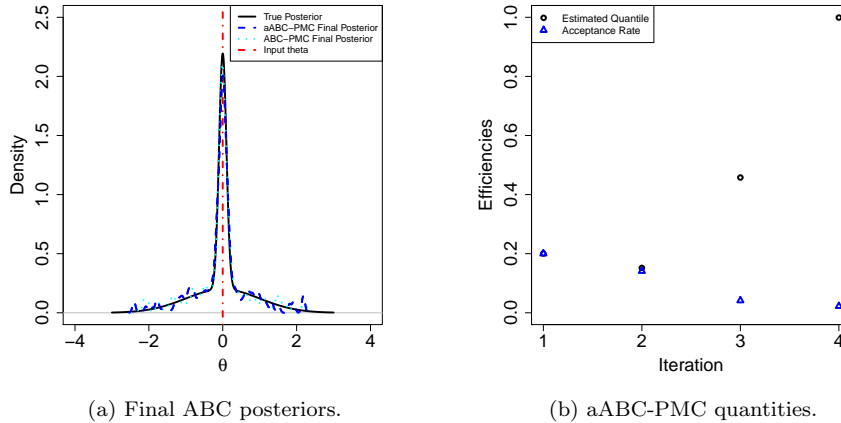 True Posterior
aABC−PMC Final Posterior
ABC−PMC Final Posterior
Input theta
Density
0.0 0.5 1.0 1.5 2.0 2.5
−4 −2 0 2 4
θ
(a) Final ABC posteriors.
Estimated Quantile
Acceptance Rate
Efficiencies
0.0 0.2 0.4 0.6 0.8 1.0
1 2 3 4
Iteration
(b) aABC-PMC quantities.